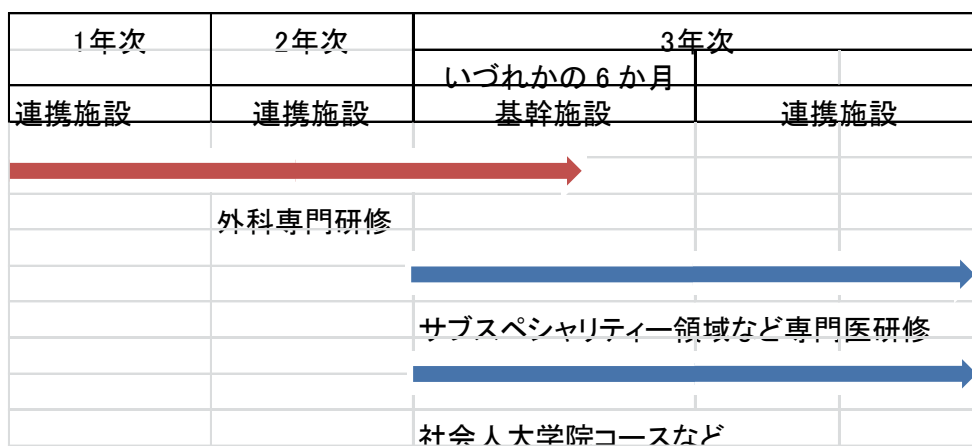 1年次 2年次 3年次
いづれかの6か月
連携施設 連携施設 基幹施設 連携施設
外科専門研修
サブスペシャリティー領域など専門医研修
社会人大学院コースなど